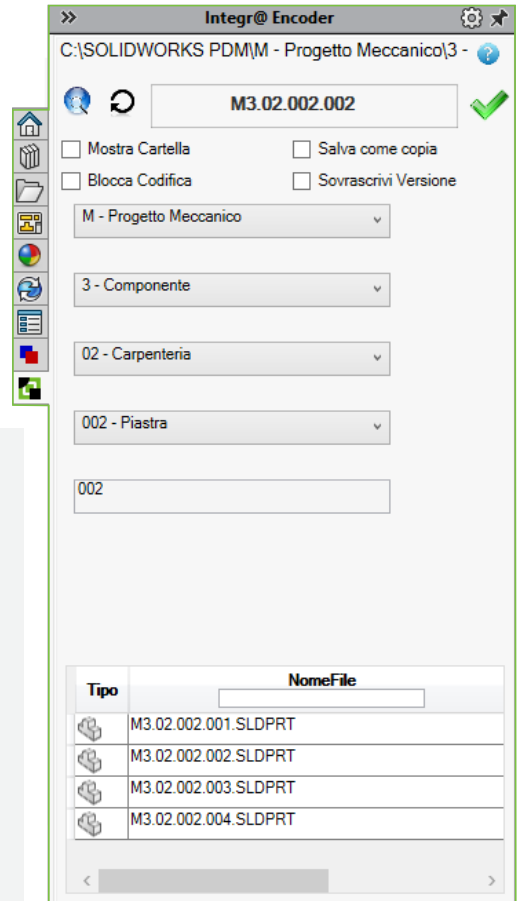 Integr@ Encoder
C:\SOLIDWORKS PDM\M - Progetto Meccanico\3 -
M3.02.002.002
Mostra Cartella
Salva come copia
Blocca Codifica
Sovrascrivi Versione
M - Progetto Meccanico
3 - Componente
02 - Carpenteria
002 - Piastra
002
Tipo
NomeFile
M3.02.002.001.SLDPRT
M3.02.002.002.SLDPRT
M3.02.002.003.SLDPRT
M3.02.002.004.SLDPRT